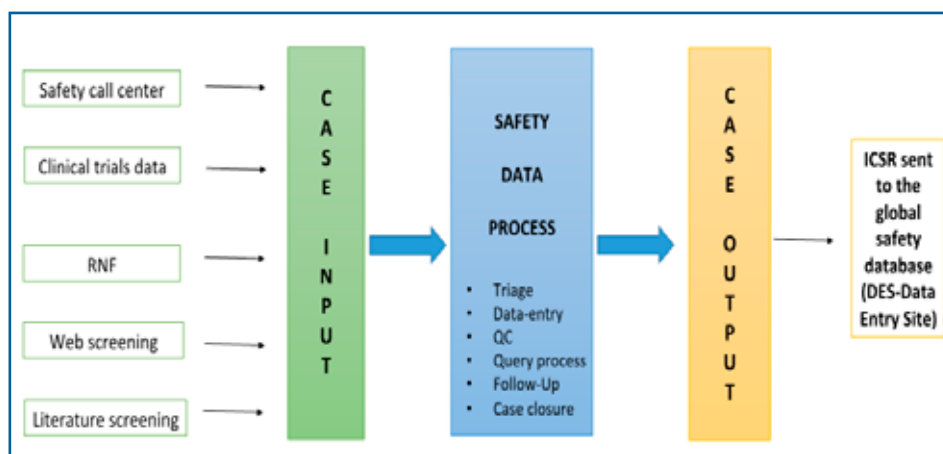 Safety call center
Clinical trials data
RNF
Web screening
Literature screening
C
A
S
E
I
N
P
U
T
SAFETY
DATA
PROCESS
• Triage
• Data-entry
• QC
• Query process
• Follow-Up
• Case closure
C
A
S
E
O
U
T
P
U
T
ICSR sent
to the
global
safety
database
(DES-Data
Entry Site)